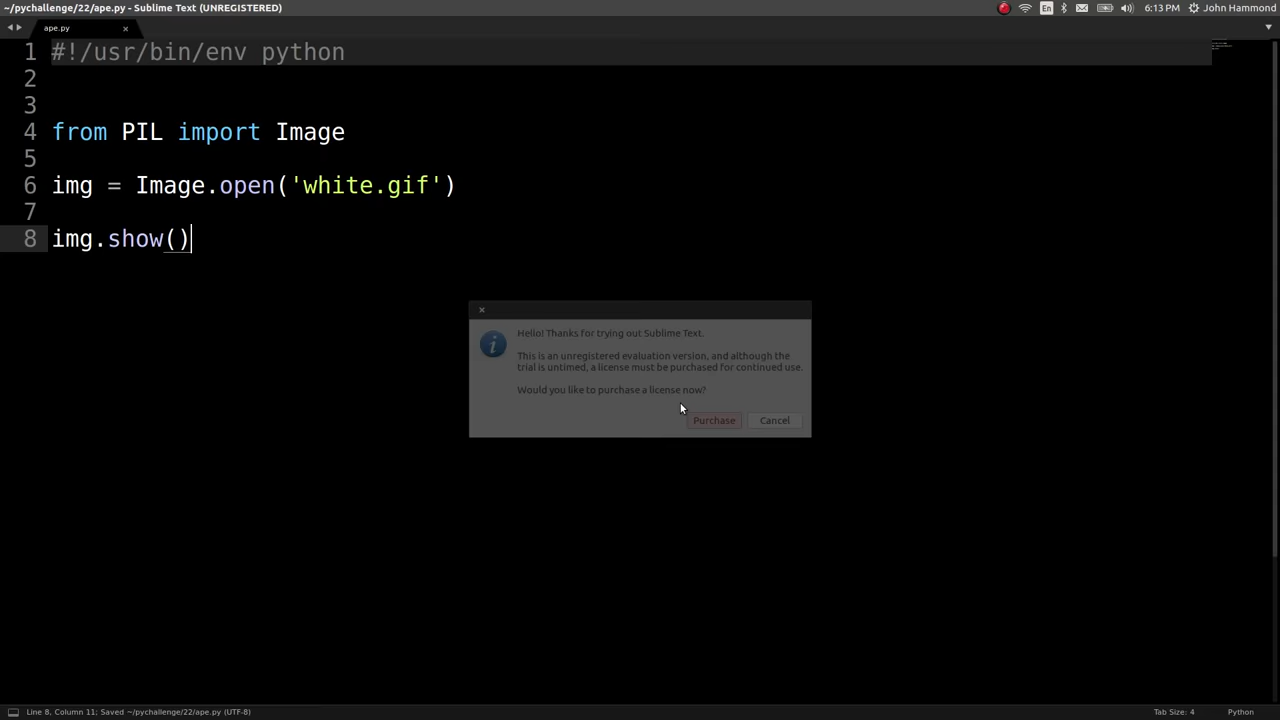 ~/pychallenge/22/ape.py - Sublime Text (UNREGISTERED)
En
6:13 PM
John Hammond
ape.py
1 #!/usr/bin/env python
2
3
4 from PIL import Image
5
6 img = Image.open('white.gif')
7
8 img.show()
Hello! Thanks for trying out Sublime Text.
This is an unregistered evaluation version, and although the
trial is untimed, a license must be purchased for continued use.
Would you like to purchase a license now?
Purchase
Cancel
Line 8, Column 11; Saved ~/pychallenge/22/ape.py (UTF-8)
Tab Size: 4
Python